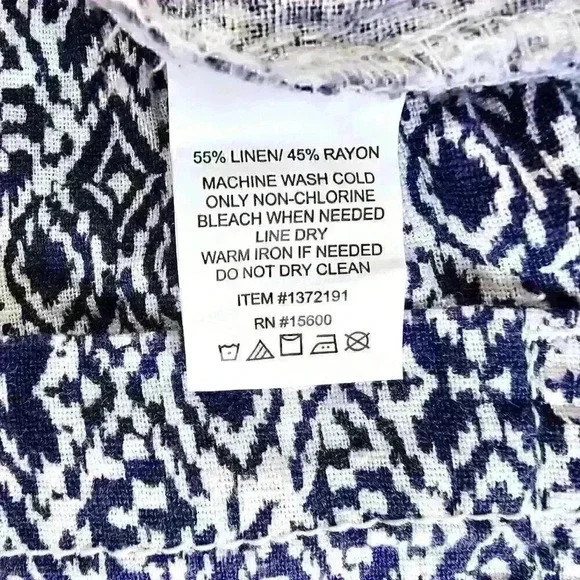 55% LINEN/ 45% RAYON
MACHINE WASH COLD
ONLY NON-CHLORINE
BLEACH WHEN NEEDED
LINE DRY
WARM IRON IF NEEDED
DO NOT DRY CLEAN
ITEM #1372191
RN #15600